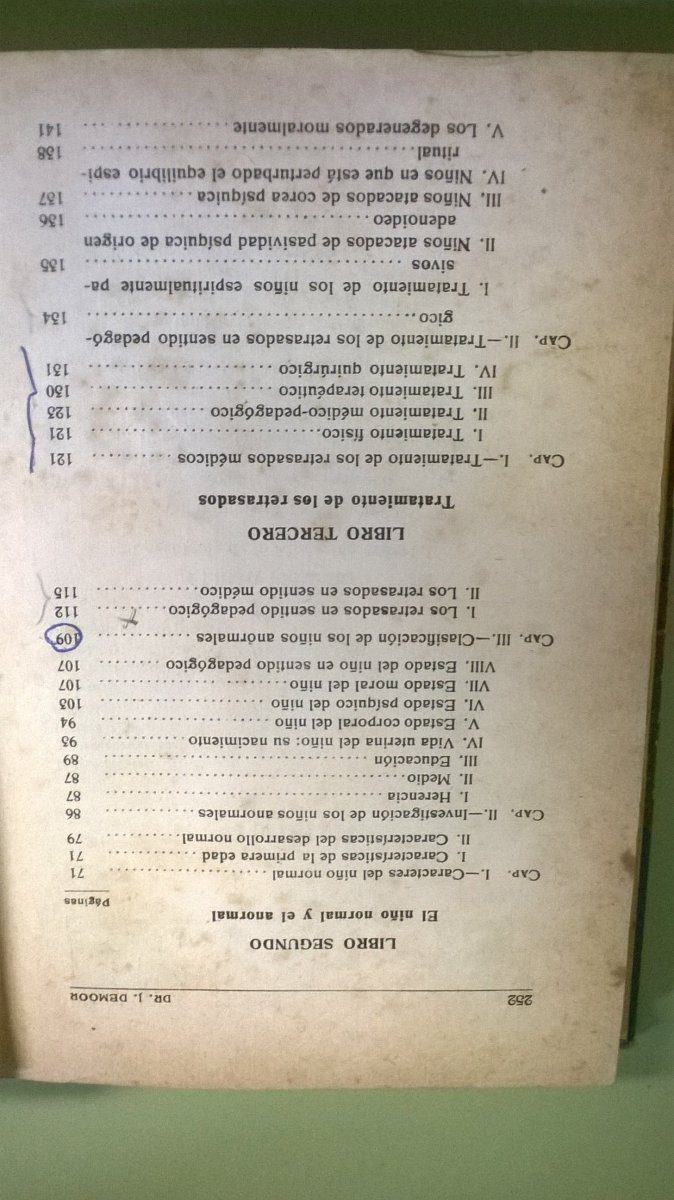 252 DR. J. DEMOOR
LIBRO SEGUNDO
El niño normal y el anormal
Páginas
CAP. I.—Caracteres del niño normal ..................... 71
I. Características de la primera edad ............ 71
II. Características del desarrollo normal.......... 79
CAP. II.—Investigación de los niños anormales ............ 86
I. Herencia ............................ 87
II. Medio............................... 87
III. Educación .......................... 89
IV. Vida uterina del niño: su nacimiento ........... 93
V. Estado corporal del niño ..... ............ 94
VI. Estado psíquico del niño .................. 103
VII. Estado moral del niño........ ............. 107
VIII. Estado del niño en sentido pedagógico ........ 107
CAP. III.—Clasificación de los niños anórmales ............ 109
I. Los retrasados en sentido pedagógico......... 112
II. Los retrasados en sentido médico............. 115
LIBRO TERCERO
Tratamiento de los retrasados
CAP. I.—Tratamiento de los retrasados médicos ........... 121
I. Tratamiento físico......................... 121
II. Tratamiento médico-pedagógico ............. 123
III. Tratamiento terapéutico .................... 130
IV. Tratamiento quirúrgico .................... 131
CAP. II.—Tratamiento de los retrasados en sentido pedagó-
gico ..................................... 134
I. Tratamiento de los niños espiritualmente pa-
sivos ..................................... 135
II. Niños atacados de pasividad psíquica de origen
adenoideo ................................. 136
III. Niños atacados de corea psíquica ............. 137
IV. Niños en que está perturbado el equilibrio espi-
ritual..................................... 138
V. Los degenerados moralmente ............ ... 141